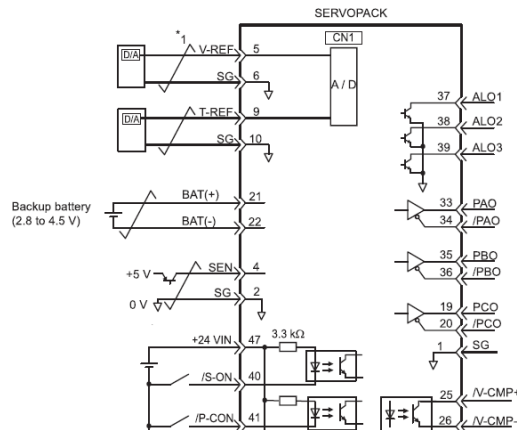 SERVOPACK
CN1
*1
D/A
V-REF 5
SG 6
A / D
D/A
T-REF 9
SG 10
37 ALO1
38 ALO2
39 ALO3
Backup battery
(2.8 to 4.5 V)
BAT(+) 21
BAT(-) 22
33 PAO
34 /PAO
+5 V SEN 4
0 V SG 2
35 PBO
36 /PBO
19 PCO
20 /PCO
1 SG
+24 VIN 47 3.3 kΩ
/S-ON 40
/P-CON 41
25 /V-CMP+
26 /V-CMP-